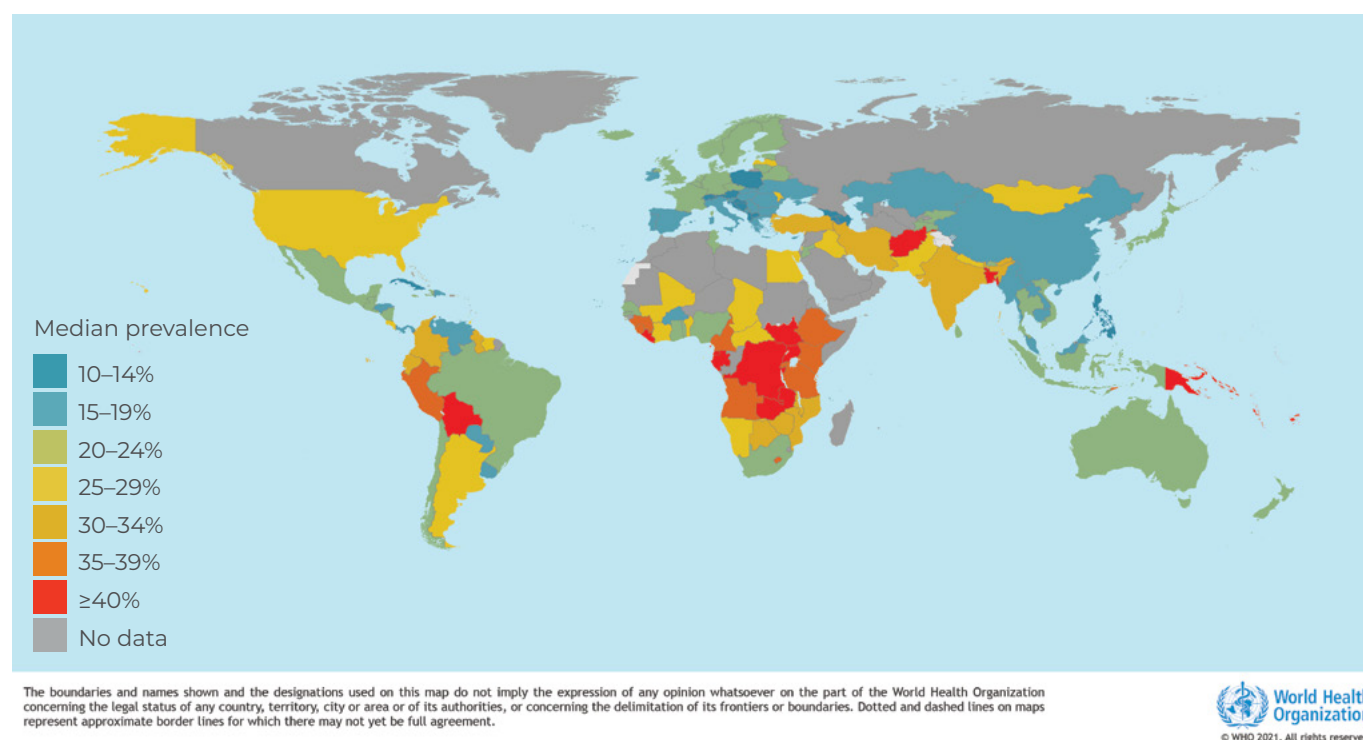 Median prevalence
10–14%
15–19%
20–24%
25–29%
30–34%
35–39%
≥40%
No data
The boundaries and names shown and the designations used on this map do not imply the expression of any opinion whatsoever on the part of the World Health Organization
concerning the legal status of any country, territory, city or area or of its authorities, or concerning the delimitation of its frontiers or boundaries. Dotted and dashed lines on maps
represent approximate border lines for which there may not yet be full agreement.
World Health
Organization
© WHO 2021. All rights reserve